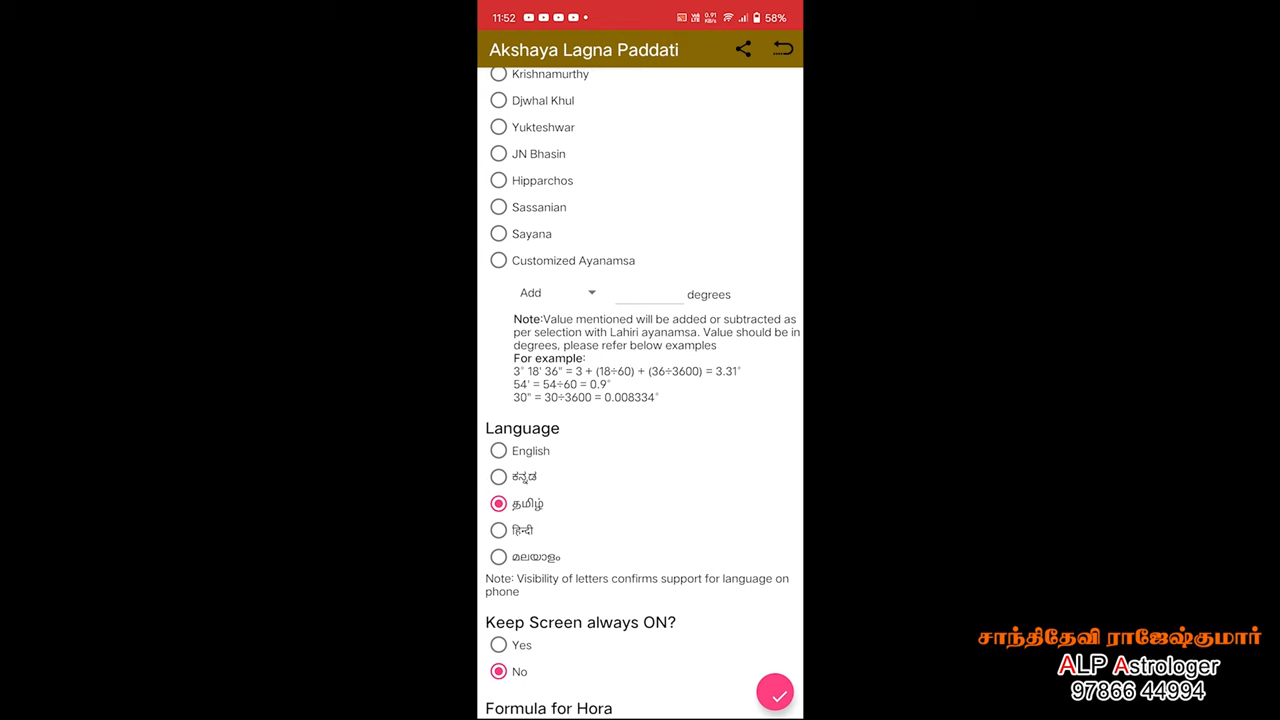 11:52
0.91
KB/s
58%
Akshaya Lagna Paddati
Krishnamurthy
Djwhal Khul
Yukteshwar
JN Bhasin
Hipparchos
Sassanian
Sayana
Customized Ayanamsa
Add
degrees
Note:Value mentioned will be added or subtracted as
per selection with Lahiri ayanamsa. Value should be in
degrees, please refer below examples
For example:
3° 18' 36" = 3 + (18÷60) + (36÷3600) = 3.31°
54' = 54÷60 = 0.9°
30" = 30÷3600 = 0.008334°
Language
English
ಕನ್ನಡ
தமிழ்
हिन्दी
മലയാളം
Note: Visibility of letters confirms support for language on
phone
Keep Screen always ON?
Yes
No
Formula for Hora
சாந்திதேவி ராஜேஷ்குமார்
ALP Astrologer
97866 44994